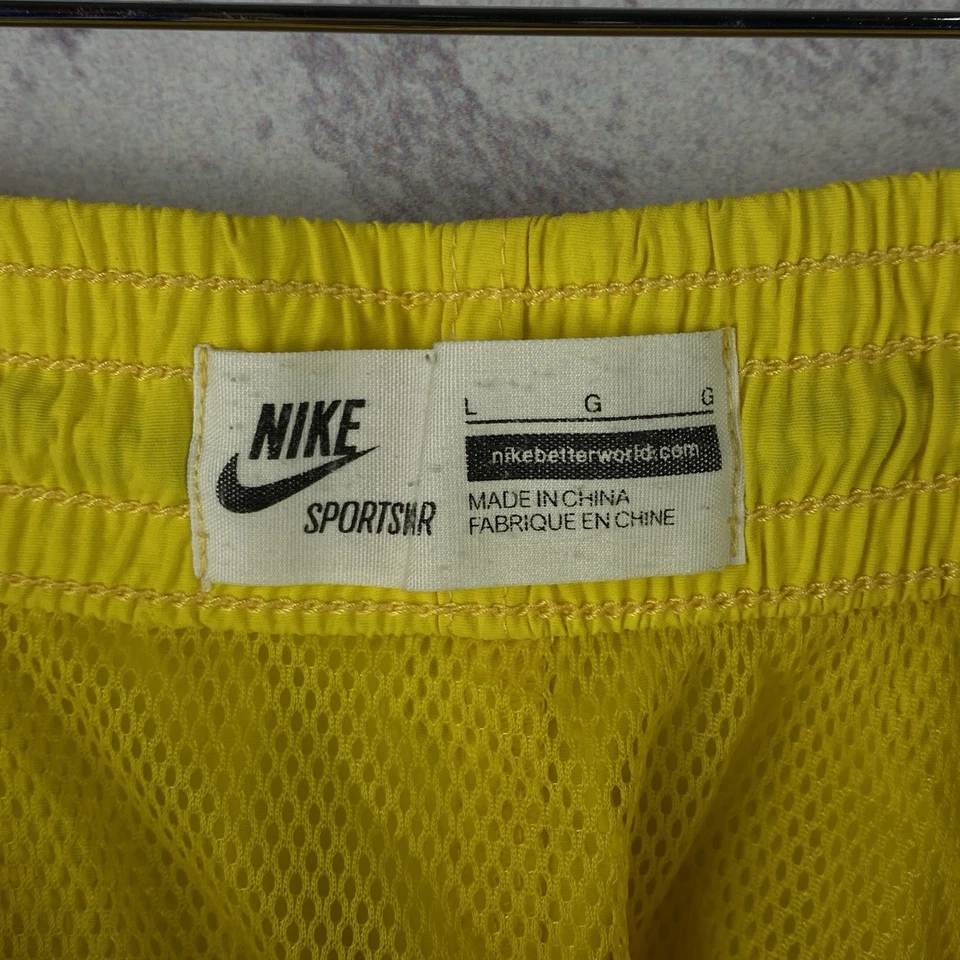 NIKE
SPORTSWR
L G G
nikebetterworld.com
MADE IN CHINA
FABRIQUE EN CHINE